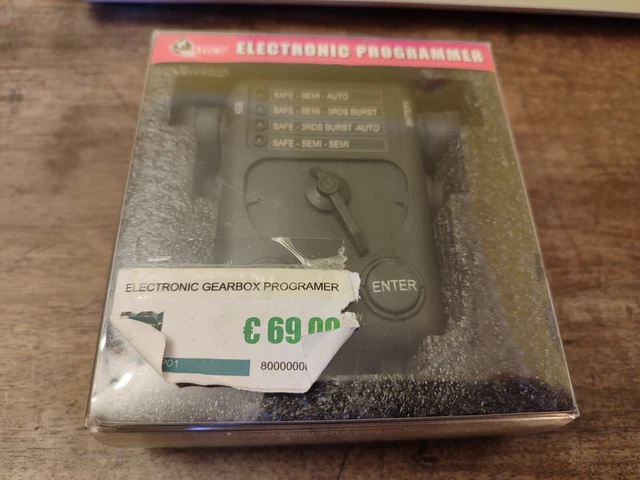 ELECTRONIC PROGRAMMER
SAFE - SEMI - AUTO
SAFE - SEMI - 3RDS BURST
SAFE - 3RDS BURST - AUTO
SAFE - SEMI - SEMI
ENTER
ELECTRONIC GEARBOX PROGRAMER
€ 69,00
P01
8000000